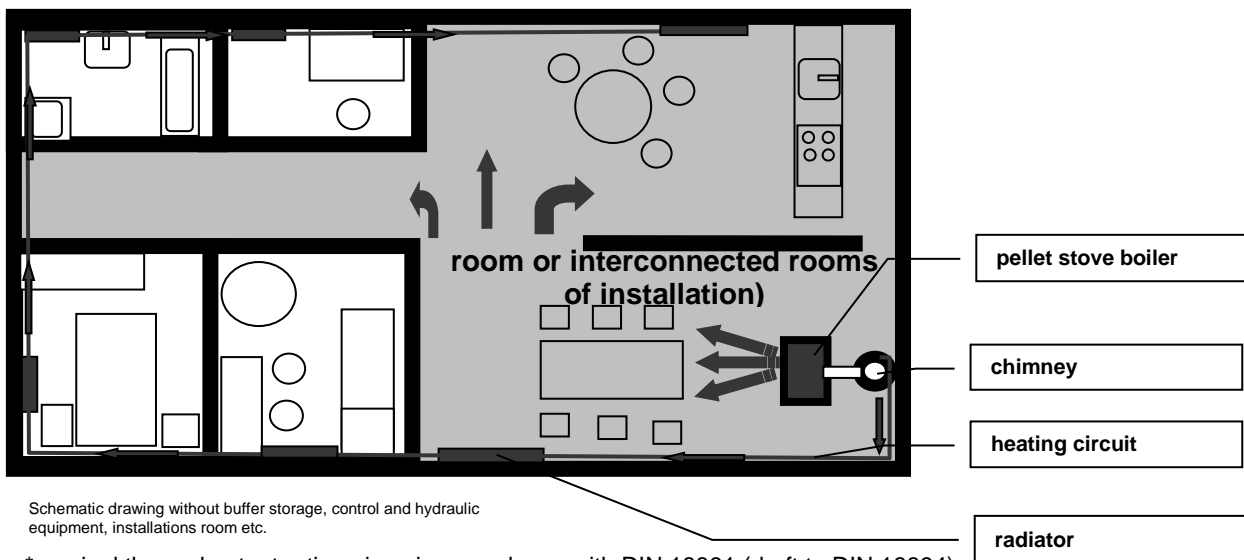 room or interconnected rooms
of installation)
pellet stove boiler
chimney
heating circuit
radiator
Schematic drawing without buffer storage, control and hydraulic
equipment, installations room etc.